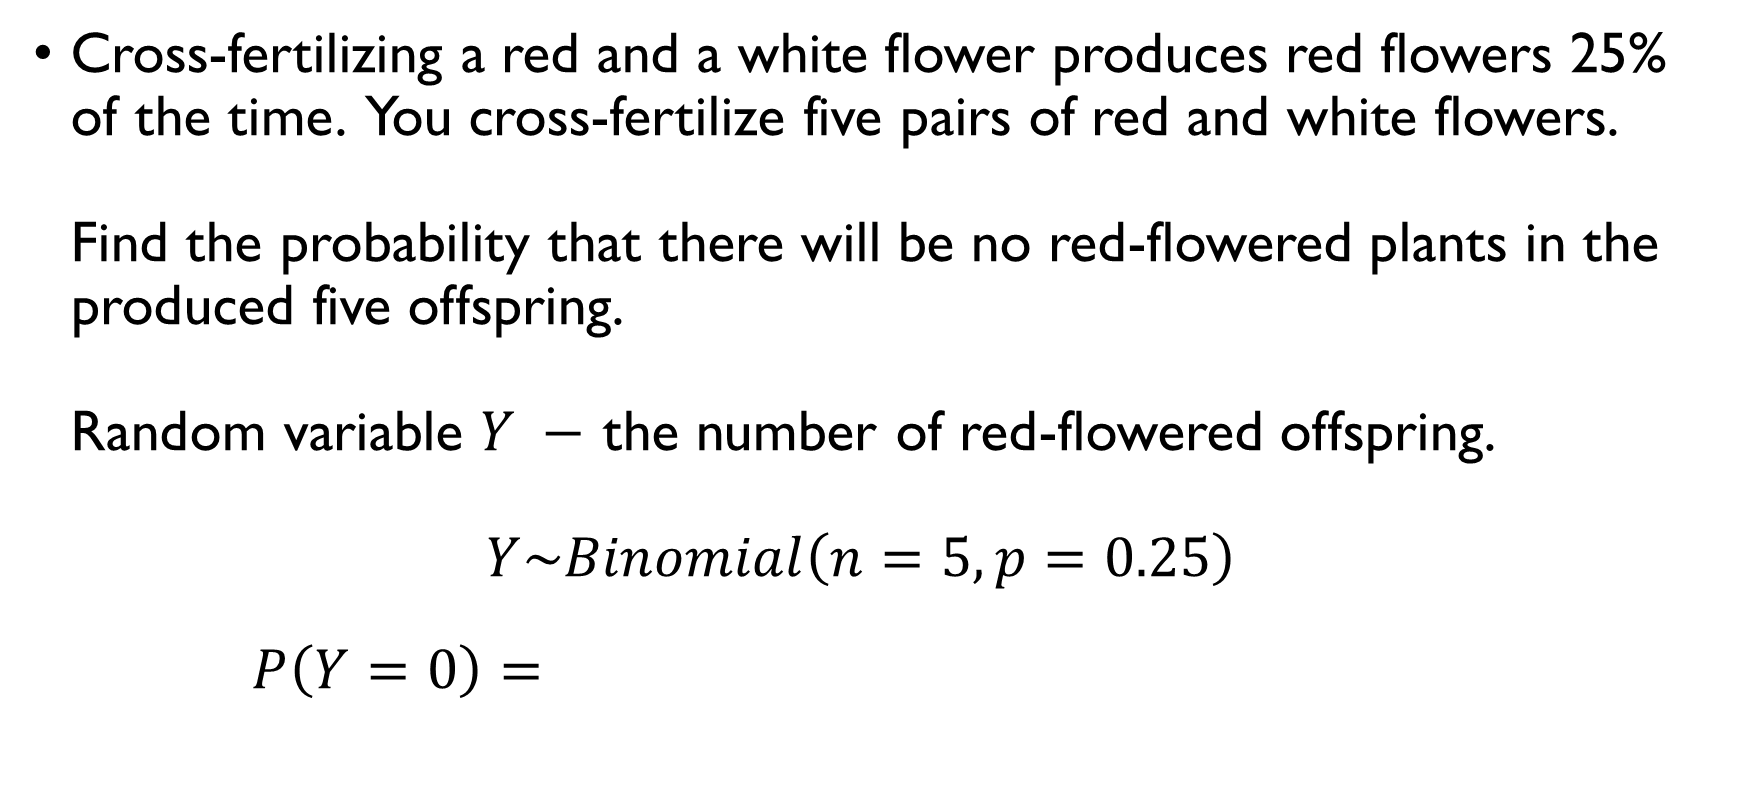 • Cross-fertilizing a red and a white flower produces red flowers 25%
of the time. You cross-fertilize five pairs of red and white flowers.
Find the probability that there will be no red-flowered plants in the
produced five offspring.
Random variable Y – the number of red-flowered offspring.
Y~Binomial(n = 5, p = 0.25)
P(Y = 0) =